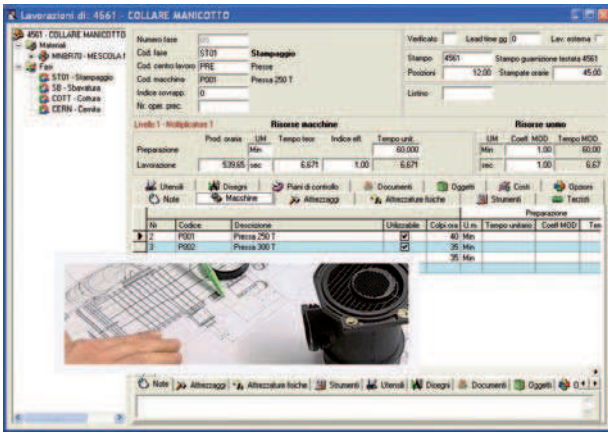 Lavorazioni di: 4561 - COLLARE MANICOTTO
4561 - COLLARE MANICOTTO
Materiali
MNBR70 - MESCOLA
Fasi
ST01 - Stampaggio
SB - Sbavatura
COTT - Cottura
CERN - Cernita
Numero fase
Cod. fase ST01 Stampaggio
Cod. centro lavoro PRE Presse
Cod. macchina P001 Pressa 250 T
Indice sovrapp. 0
Nr. oper. prec.
Verificato Lead time gg 0 Lav. esterna
Stampo 4561 Stampo guarnizione testata 4561
Posizioni 12,00 Stampate orarie 45,00
Listino
Livello 1 - Moltiplicatore 1 Risorse macchine Risorse uomo
Prod. oraria UM Tempo teor. Indice eff. Tempo unit. UM Coeff. MOD Tempo MOD
Preparazione Min 60,000 Min 1,00 60,00
Lavorazione 539,65 sec 6,671 1,00 6,671 sec 1,00 6,67
Utensili Disegni Piani di controllo Documenti Oggetti Costi Opzioni
Note Macchine Attrezzaggi Attrezzature fisiche Strumenti Terzisti
Preparazione
Nr Codice Descrizione Utilizzabile Colpi ora U.m. Tempo unitario Coeff MOD Tem
2 P001 Pressa 250 T 40 Min
3 P002 Pressa 300 T 35 Min
35 Min
Note Attrezzaggi Attrezzature fisiche Strumenti Utensili Disegni Documenti Oggetti O